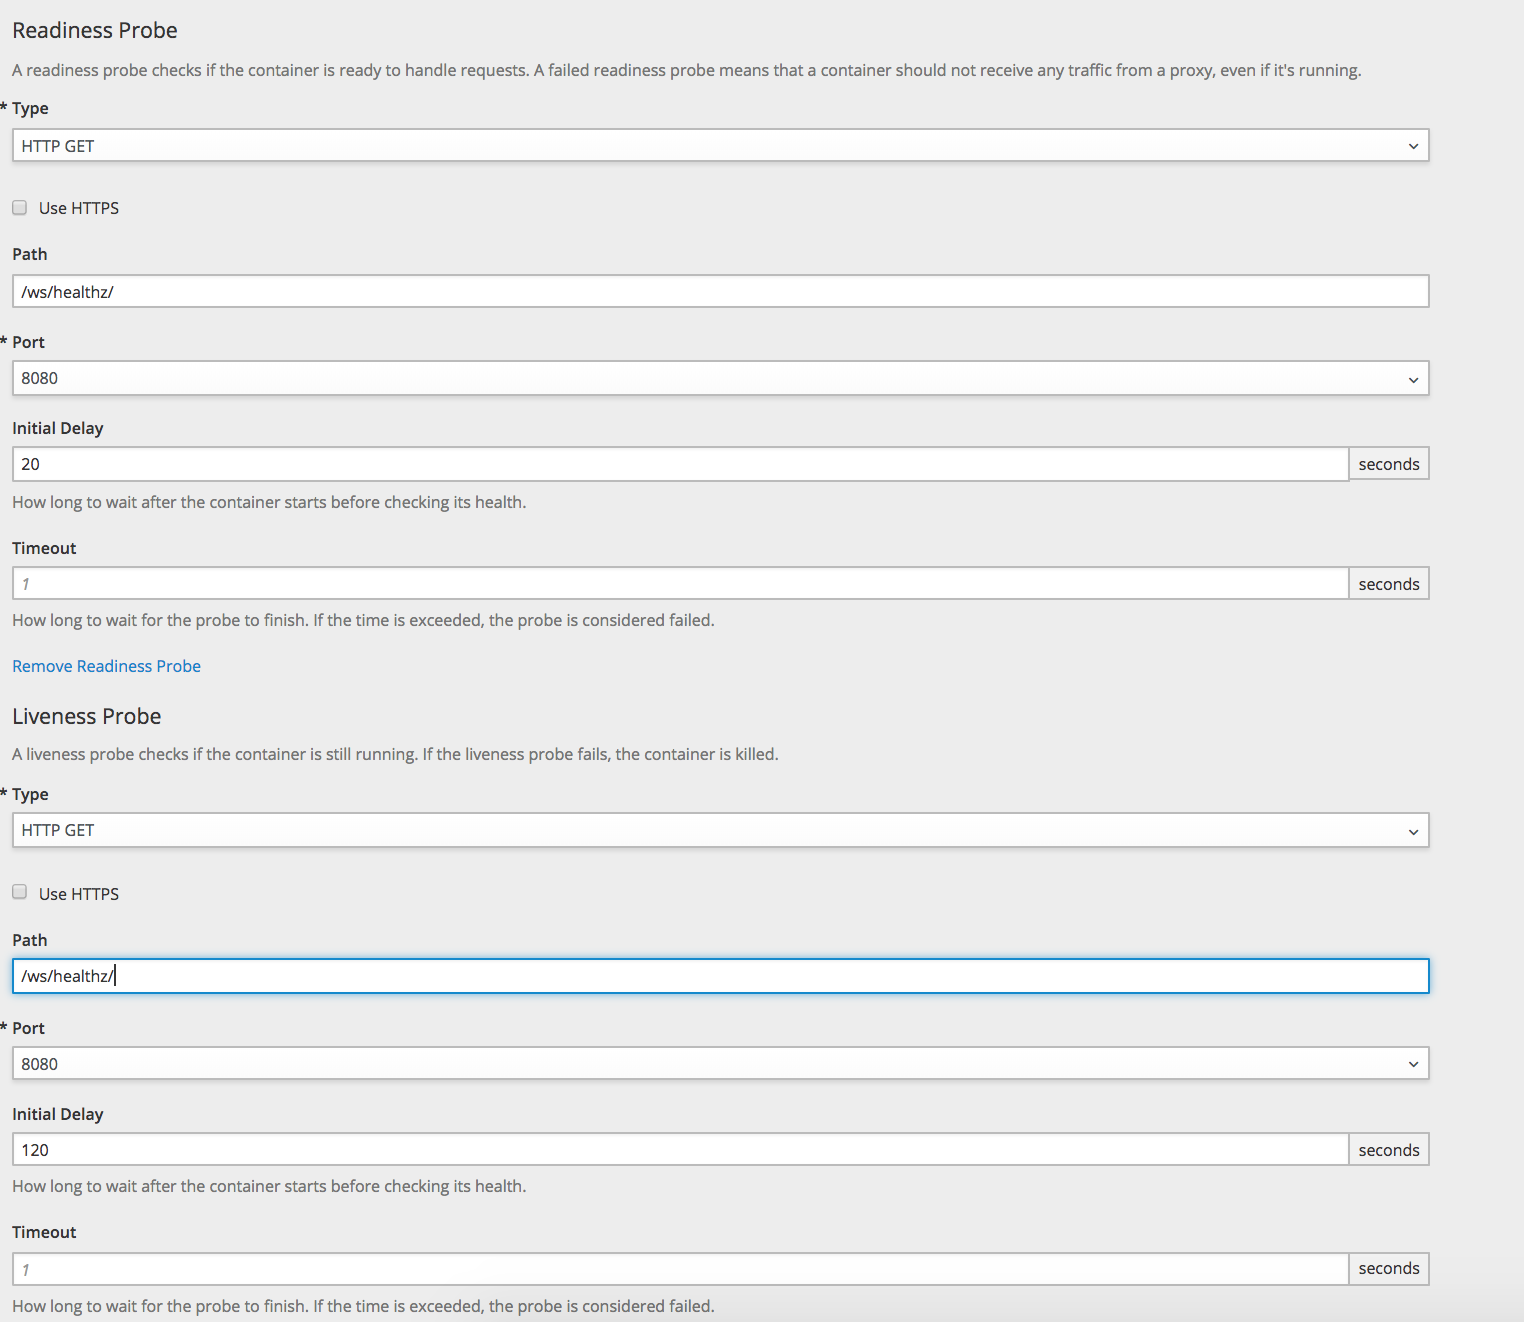 Readiness Probe
A readiness probe checks if the container is ready to handle requests. A failed readiness probe means that a container should not receive any traffic from a proxy, even if it's running.
* Type
HTTP GET
Use HTTPS
Path
/ws/healthz/
* Port
8080
Initial Delay
20 seconds
How long to wait after the container starts before checking its health.
Timeout
1 seconds
How long to wait for the probe to finish. If the time is exceeded, the probe is considered failed.
Remove Readiness Probe
Liveness Probe
A liveness probe checks if the container is still running. If the liveness probe fails, the container is killed.
* Type
HTTP GET
Use HTTPS
Path
/ws/healthz/
* Port
8080
Initial Delay
120 seconds
How long to wait after the container starts before checking its health.
Timeout
1 seconds
How long to wait for the probe to finish. If the time is exceeded, the probe is considered failed.